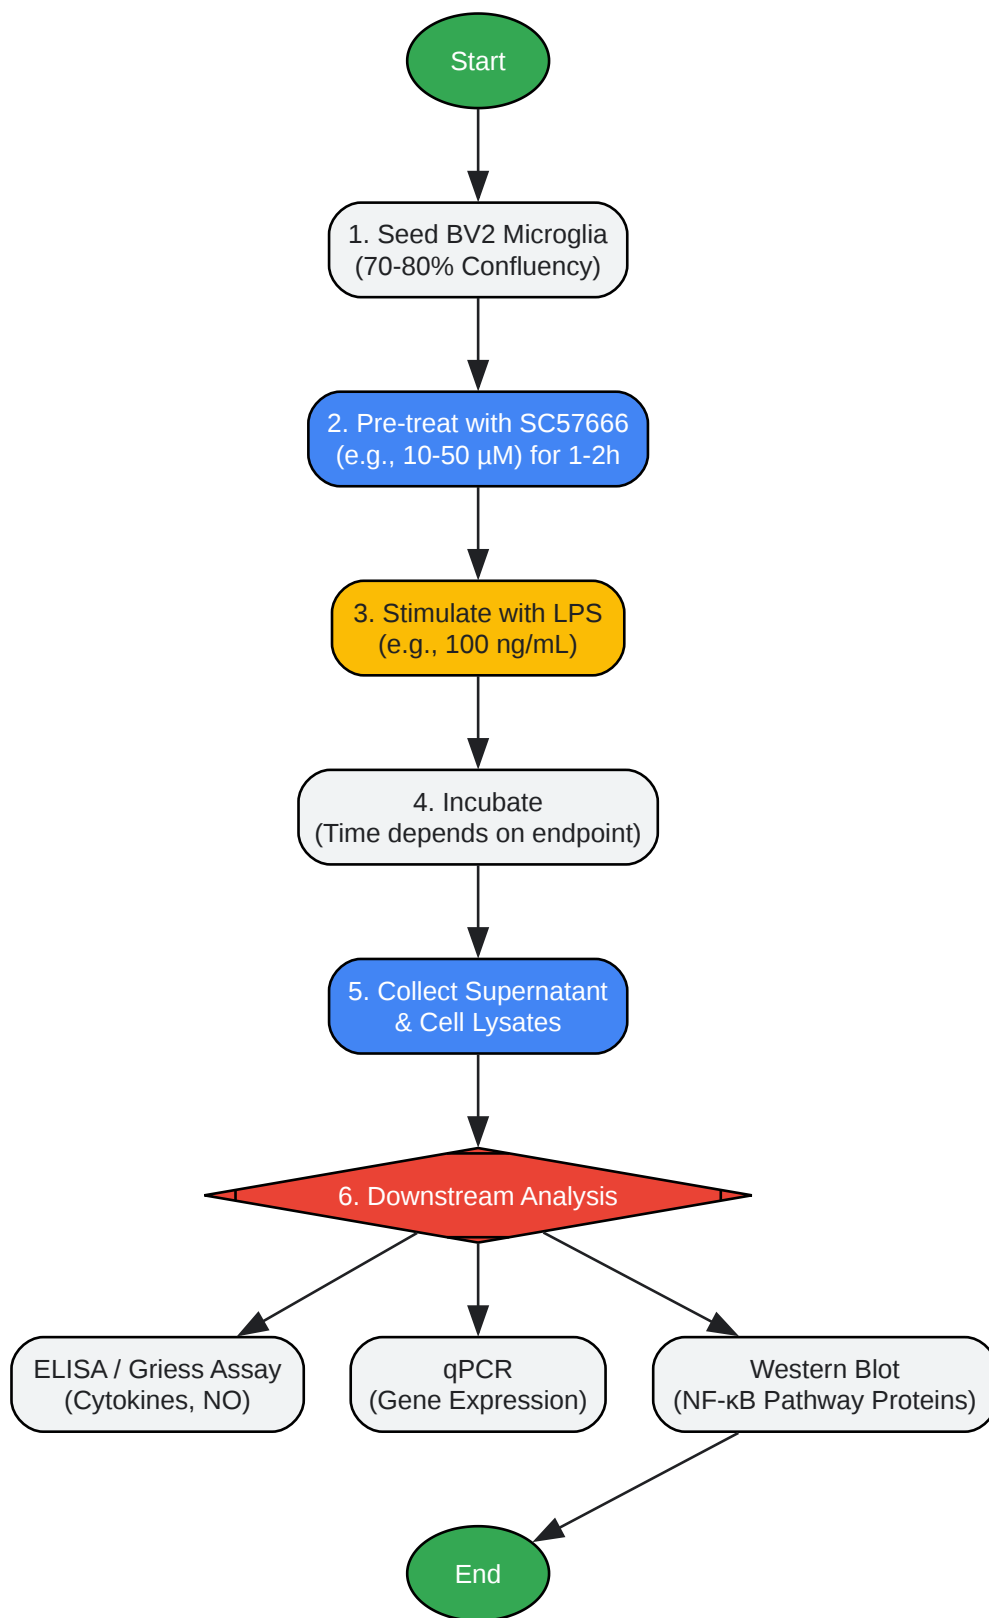 Start
1. Seed BV2 Microglia
(70-80% Confluency)
2. Pre-treat with SC57666
(e.g., 10-50 µM) for 1-2h
3. Stimulate with LPS
(e.g., 100 ng/mL)
4. Incubate
(Time depends on endpoint)
5. Collect Supernatant
& Cell Lysates
6. Downstream Analysis
ELISA / Griess Assay
(Cytokines, NO)
qPCR
(Gene Expression)
Western Blot
(NF-κB Pathway Proteins)
End